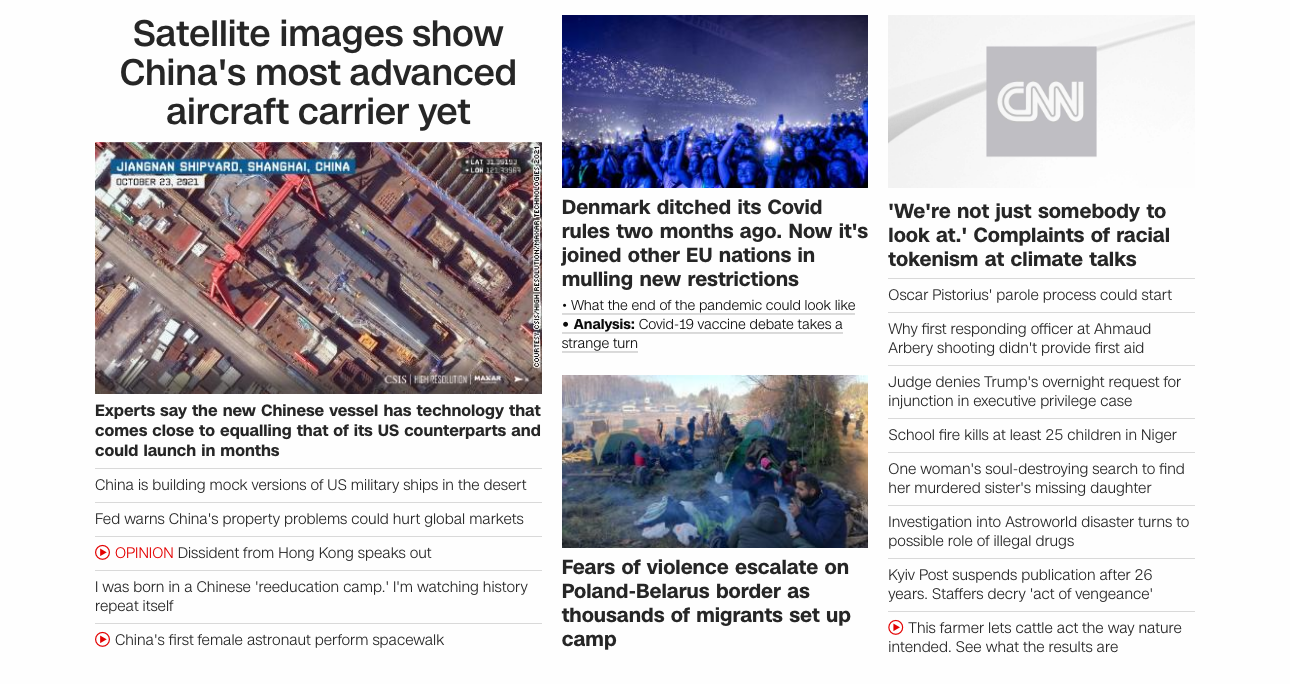 Satellite images show
China's most advanced
aircraft carrier yet
JIANGNAN SHIPYARD, SHANGHAI, CHINA
OCTOBER 23, 2021
LAT 31.
LON 121.
COURTESY CSIS/HIGH RESOLUTION/MAXAR TECHNOLOGIES 2021
CSIS | HIGH RESOLUTION | MAXAR
Experts say the new Chinese vessel has technology that
comes close to equalling that of its US counterparts and
could launch in months
China is building mock versions of US military ships in the desert
Fed warns China's property problems could hurt global markets
OPINION Dissident from Hong Kong speaks out
I was born in a Chinese 'reeducation camp.' I'm watching history
repeat itself
China's first female astronaut perform spacewalk
Denmark ditched its Covid
rules two months ago. Now it's
joined other EU nations in
mulling new restrictions
• What the end of the pandemic could look like
• Analysis: Covid-19 vaccine debate takes a
strange turn
Fears of violence escalate on
Poland-Belarus border as
thousands of migrants set up
camp
CNN
'We're not just somebody to
look at.' Complaints of racial
tokenism at climate talks
Oscar Pistorius' parole process could start
Why first responding officer at Ahmaud
Arbery shooting didn't provide first aid
Judge denies Trump's overnight request for
injunction in executive privilege case
School fire kills at least 25 children in Niger
One woman's soul-destroying search to find
her murdered sister's missing daughter
Investigation into Astroworld disaster turns to
possible role of illegal drugs
Kyiv Post suspends publication after 26
years. Staffers decry 'act of vengeance'
This farmer lets cattle act the way nature
intended. See what the results are